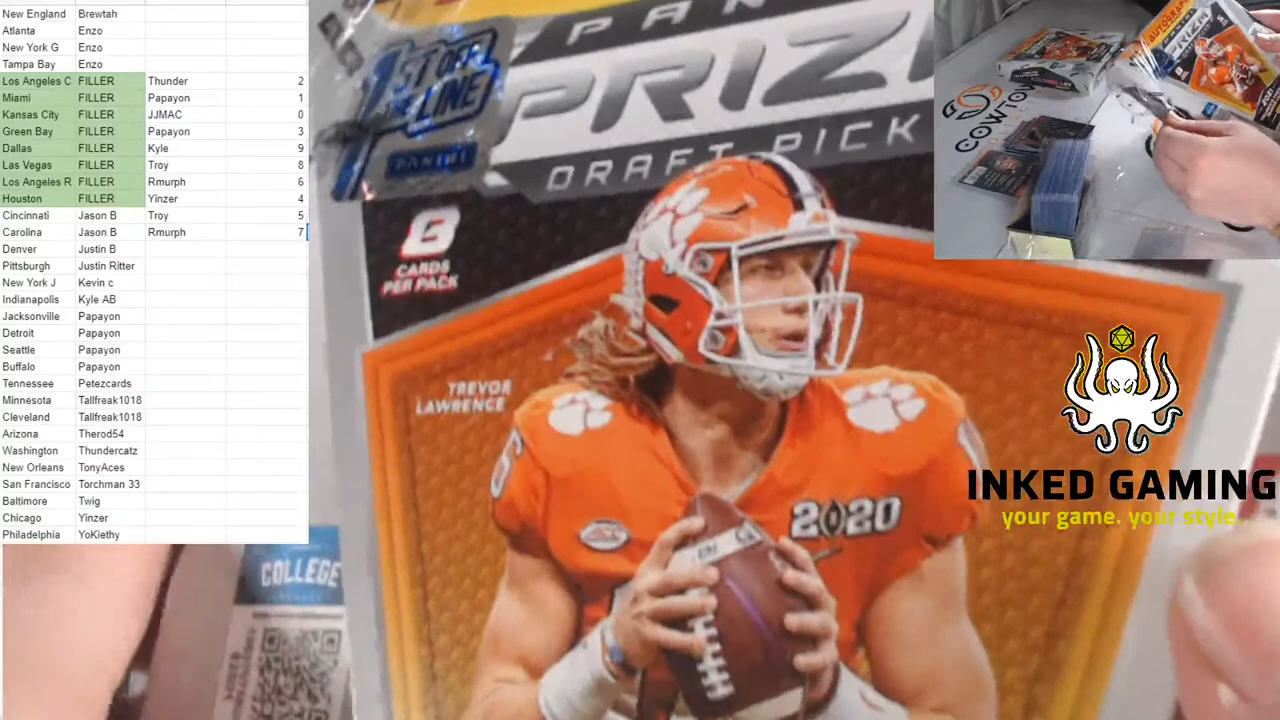 New England Brewtah
Atlanta Enzo
New York G Enzo
Tampa Bay Enzo
Los Angeles C FILLER Thunder 2
Miami FILLER Papayon 1
Kansas City FILLER JJMAC 0
Green Bay FILLER Papayon 3
Dallas FILLER Kyle 9
Las Vegas FILLER Troy 8
Los Angeles R FILLER Rmurph 6
Houston FILLER Yinzer 4
Cincinnati Jason B Troy 5
Carolina Jason B Rmurph 7
Denver Justin B
Pittsburgh Justin Ritter
New York J Kevin c
Indianapolis Kyle AB
Jacksonville Papayon
Detroit Papayon
Seattle Papayon
Buffalo Papayon
Tennessee Petezcards
Minnesota Tallfreak1018
Cleveland Tallfreak1018
Arizona Therod54
Washington Thundercatz
New Orleans TonyAces
San Francisco Torchman 33
Baltimore Twig
Chicago Yinzer
Philadelphia YoKiethy
PAN
PRIZ
DRAFT PICK
1ST OFF
LINE
PANINI
8
CARDS
PER PACK
TREVOR
LAWRENCE
2020
ACC
COLLEGE
COWTOW
AUTOGRAPH
PRIZM
INKED GAMING
your game. your style.